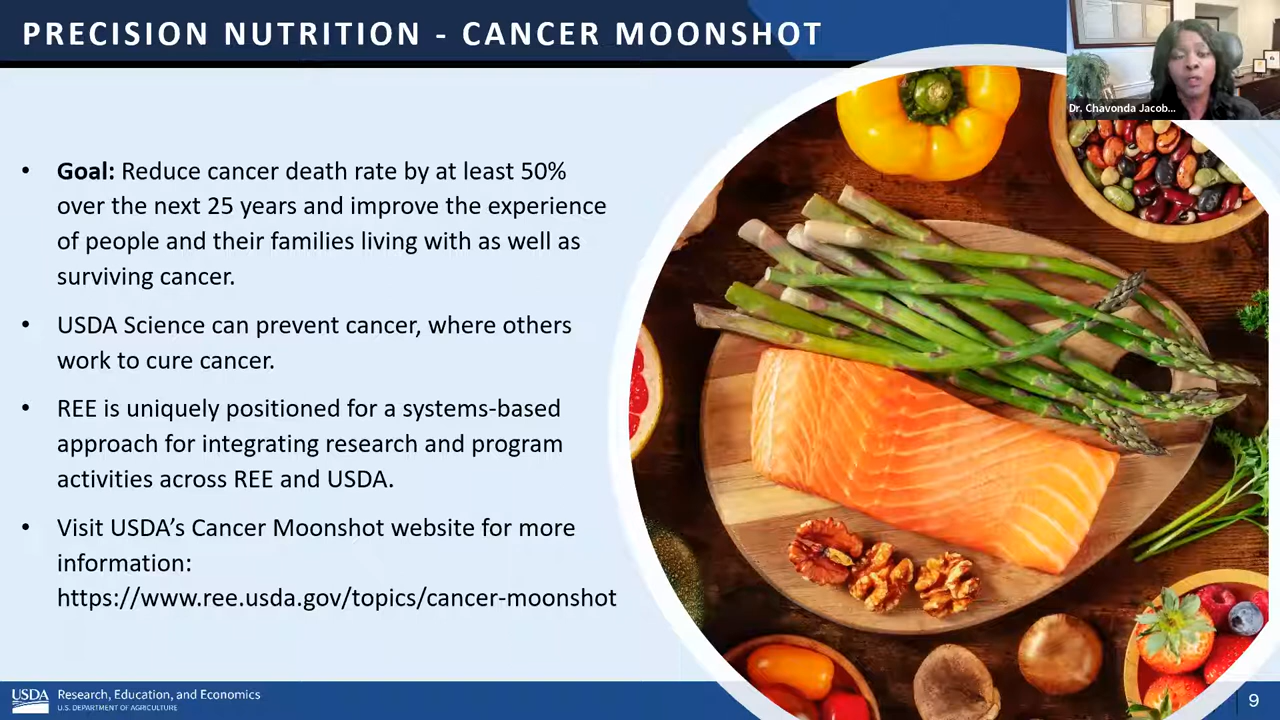 PRECISION NUTRITION - CANCER MOONSHOT
Dr. Chavonda Jacob...
• Goal: Reduce cancer death rate by at least 50%
over the next 25 years and improve the experience
of people and their families living with as well as
surviving cancer.
• USDA Science can prevent cancer, where others
work to cure cancer.
• REE is uniquely positioned for a systems-based
approach for integrating research and program
activities across REE and USDA.
• Visit USDA’s Cancer Moonshot website for more
information:
https://www.ree.usda.gov/topics/cancer-moonshot
USDA
Research, Education, and Economics
U.S. DEPARTMENT OF AGRICULTURE
9